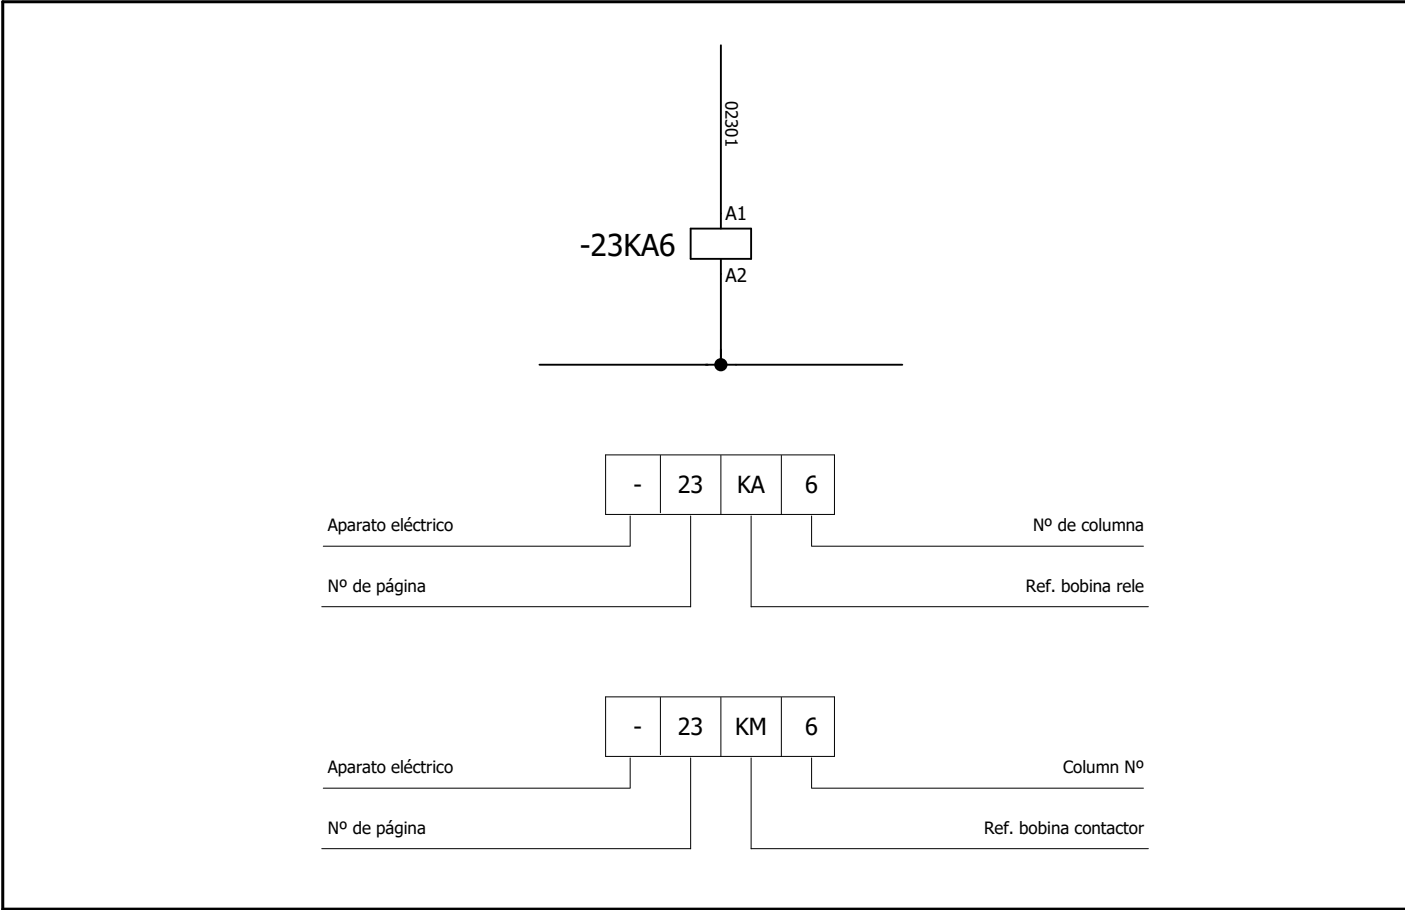 02301
A1
-23KA6
A2
- 23 KA 6
Aparato eléctrico
Nº de columna
Nº de página
Ref. bobina rele
- 23 KM 6
Aparato eléctrico
Column Nº
Nº de página
Ref. bobina contactor